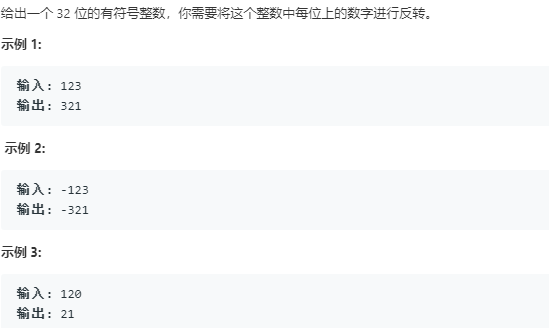 给出一个 32 位的有符号整数，你需要将这个整数中每位上的数字进行反转。
示例 1:
输入: 123
输出: 321
示例 2:
输入: -123
输出: -321
示例 3:
输入: 120
输出: 21